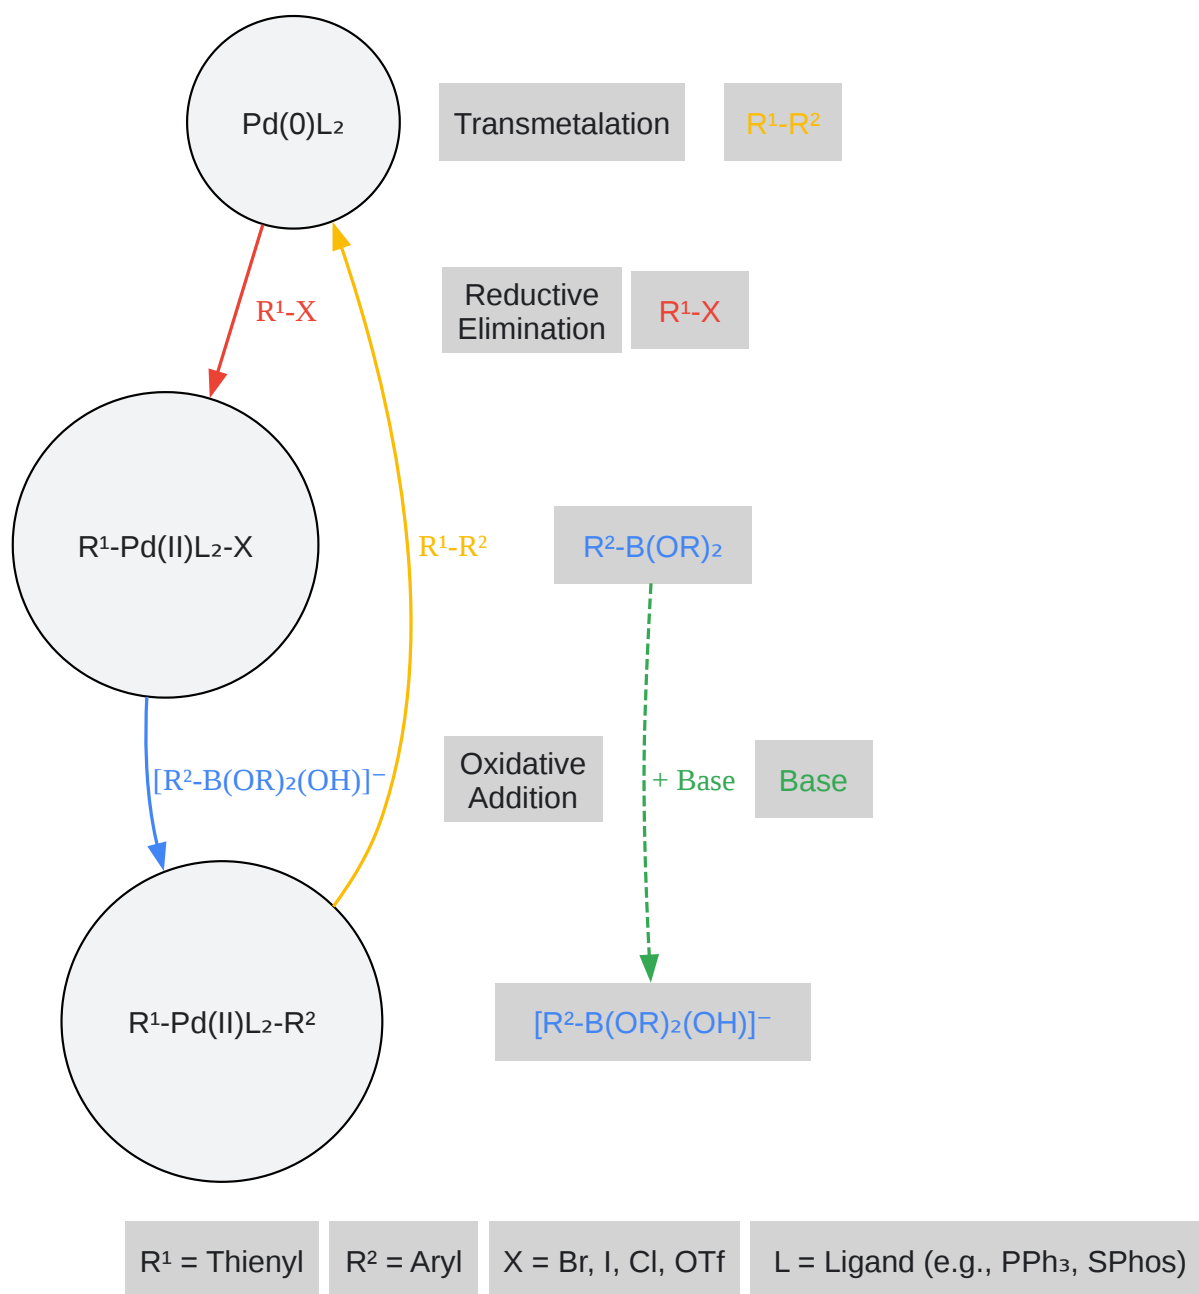 Pd(0)L₂
Transmetalation
R¹-R²
R¹-X
Reductive
Elimination
R¹-X
R¹-Pd(II)L₂-X
R¹-R²
R²-B(OR)₂
[R²-B(OR)₂(OH)]⁻
Oxidative
Addition
+ Base
Base
R¹-Pd(II)L₂-R²
[R²-B(OR)₂(OH)]⁻
R¹ = Thienyl
R² = Aryl
X = Br, I, Cl, OTf
L = Ligand (e.g., PPh₃, SPhos)